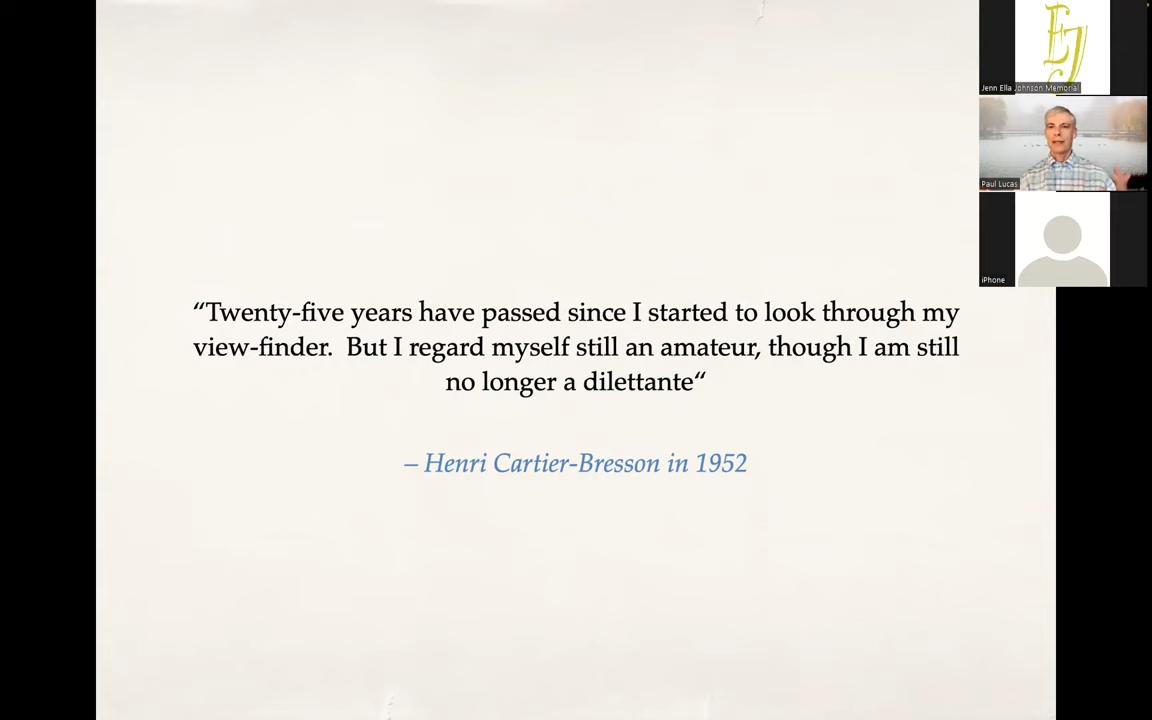 “Twenty-five years have passed since I started to look through my
view-finder.  But I regard myself still an amateur, though I am still
no longer a dilettante“
– Henri Cartier-Bresson in 1952
EJ
Jenn Ella Johnson Memorial
Paul Lucas
iPhone